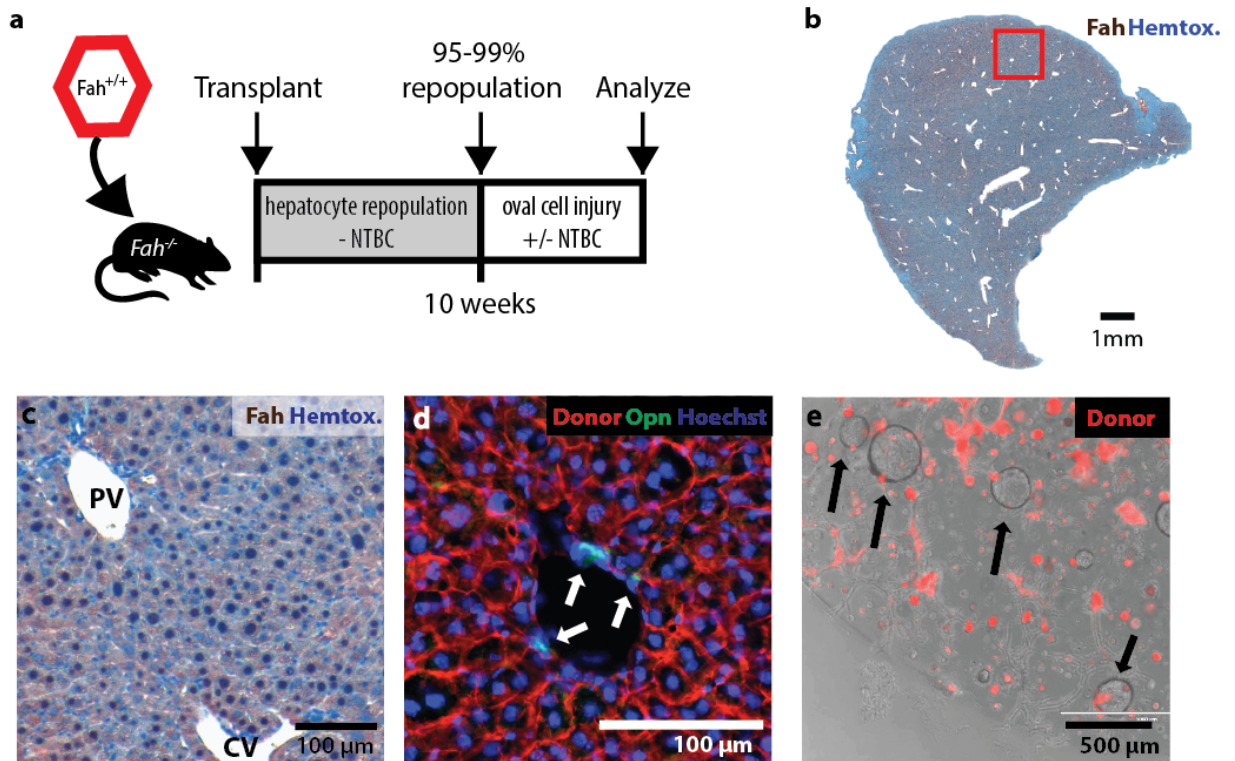 a
Fah+/+
Fah-/-
Transplant
95-99%
repopulation
Analyze
hepatocyte repopulation
- NTBC
oval cell injury
+/- NTBC
10 weeks
b
Fah Hemtox.
1mm
c
Fah Hemtox.
PV
CV
100 µm
d
Donor Opn Hoechst
100 µm
e
Donor
500 µm